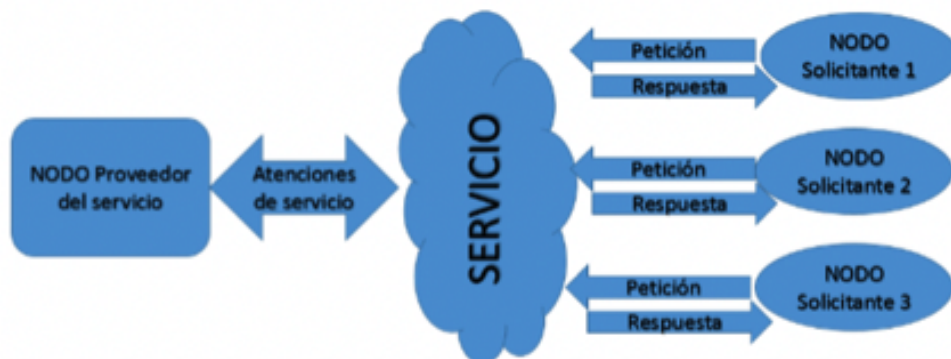 NODO Proveedor
del servicio
Atenciones
de servicio
SERVICIO
Petición
Respuesta
NODO
Solicitante 1
Petición
Respuesta
NODO
Solicitante 2
Petición
Respuesta
NODO
Solicitante 3